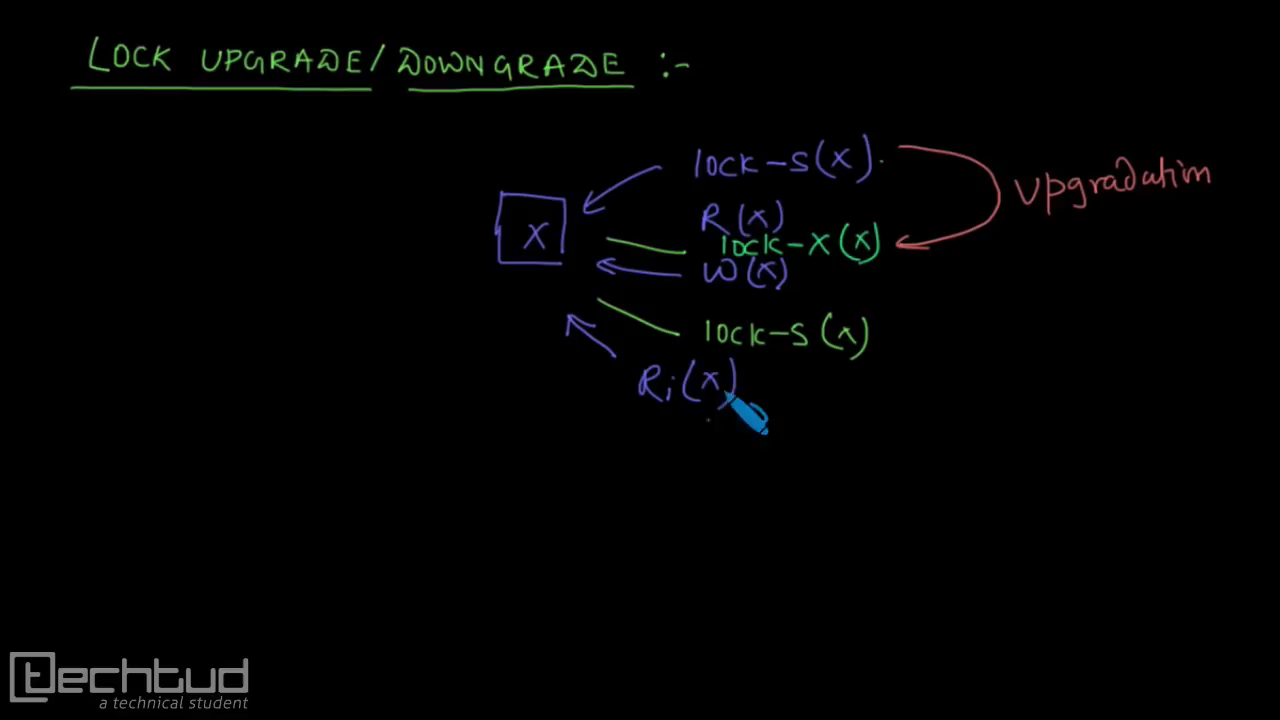 LOCK UPGRADE/DOWNGRADE :-
lock-S(X).
X
R(X)
lock-X(X)
W(X)
lock-S(X)
Ri(X)
Upgradation
techtud
a technical student